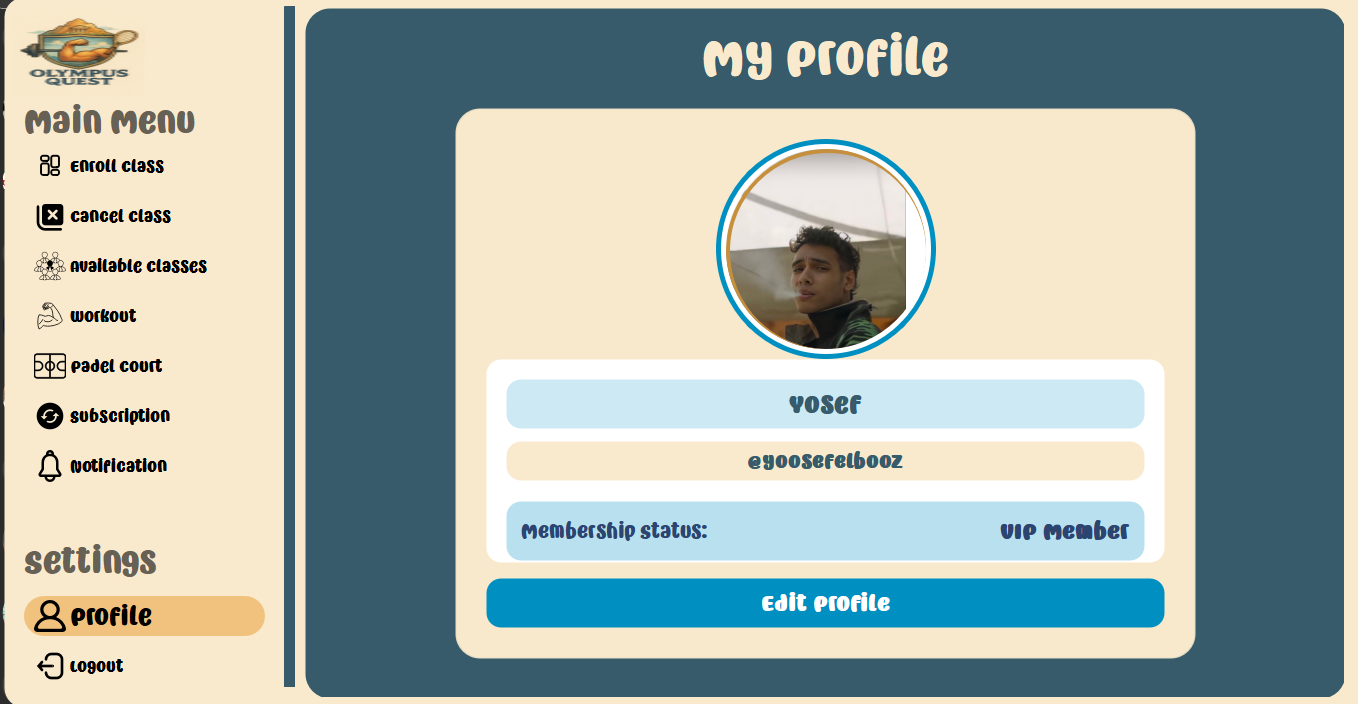 OLYMPUS
QUEST
Main Menu
Enroll class
cancel class
Available classes
workout
padel court
subscription
Notification
settings
Profile
Logout
My Profile
Yosef
@yoosefelbooz
Membership status:
VIP Member
Edit Profile